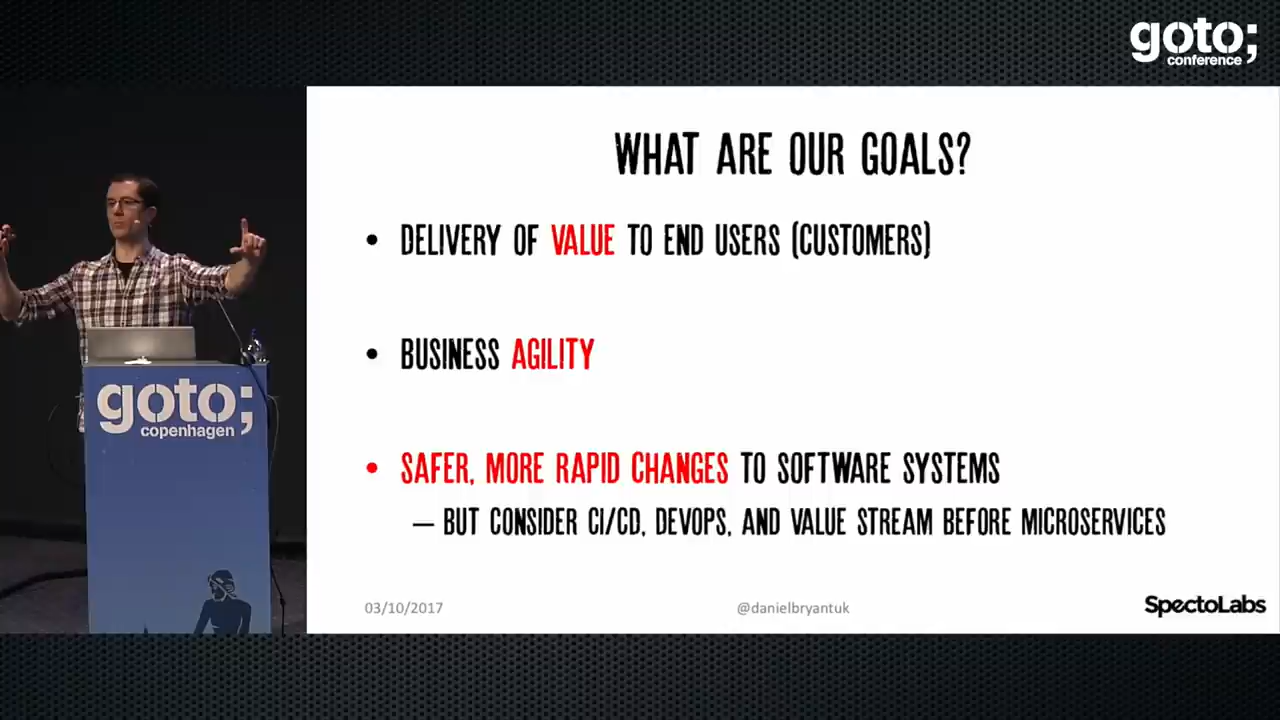 goto;
conference
WHAT ARE OUR GOALS?
• DELIVERY OF VALUE TO END USERS (CUSTOMERS)
• BUSINESS AGILITY
• SAFER, MORE RAPID CHANGES TO SOFTWARE SYSTEMS
– BUT CONSIDER CI/CD, DEVOPS, AND VALUE STREAM BEFORE MICROSERVICES
03/10/2017
@danielbryantuk
SpectoLabs
goto;
copenhagen